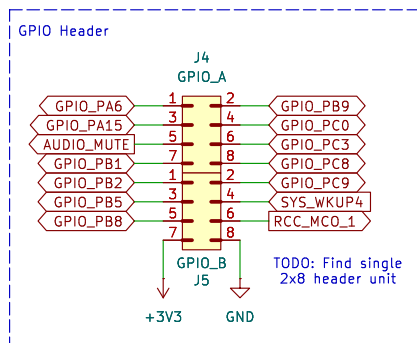 GPIO Header
J4
GPIO_A
GPIO_PA6 1 2 GPIO_PB9
GPIO_PA15 3 4 GPIO_PC0
AUDIO_MUTE 5 6 GPIO_PC3
GPIO_PB1 7 8 GPIO_PC8
GPIO_PB2 1 2 GPIO_PC9
GPIO_PB5 3 4 SYS_WKUP4
GPIO_PB8 5 6 RCC_MCO_1
7 8
GPIO_B
J5
TODO: Find single
2x8 header unit
+3V3 GND